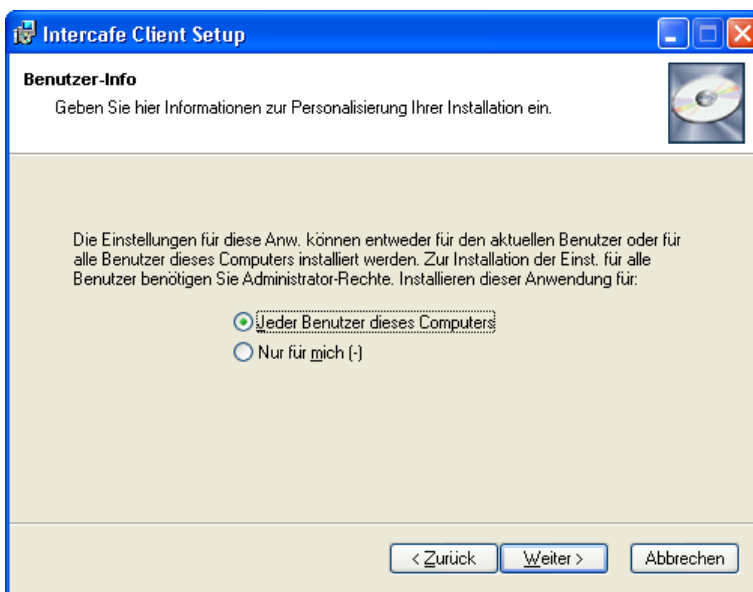 Intercafe Client Setup
Benutzer-Info
Geben Sie hier Informationen zur Personalisierung Ihrer Installation ein.
Die Einstellungen für diese Anw. können entweder für den aktuellen Benutzer oder für
alle Benutzer dieses Computers installiert werden. Zur Installation der Einst. für alle
Benutzer benötigen Sie Administrator-Rechte. Installieren dieser Anwendung für:
Jeder Benutzer dieses Computers
Nur für mich (-)
< Zurück Weiter > Abbrechen